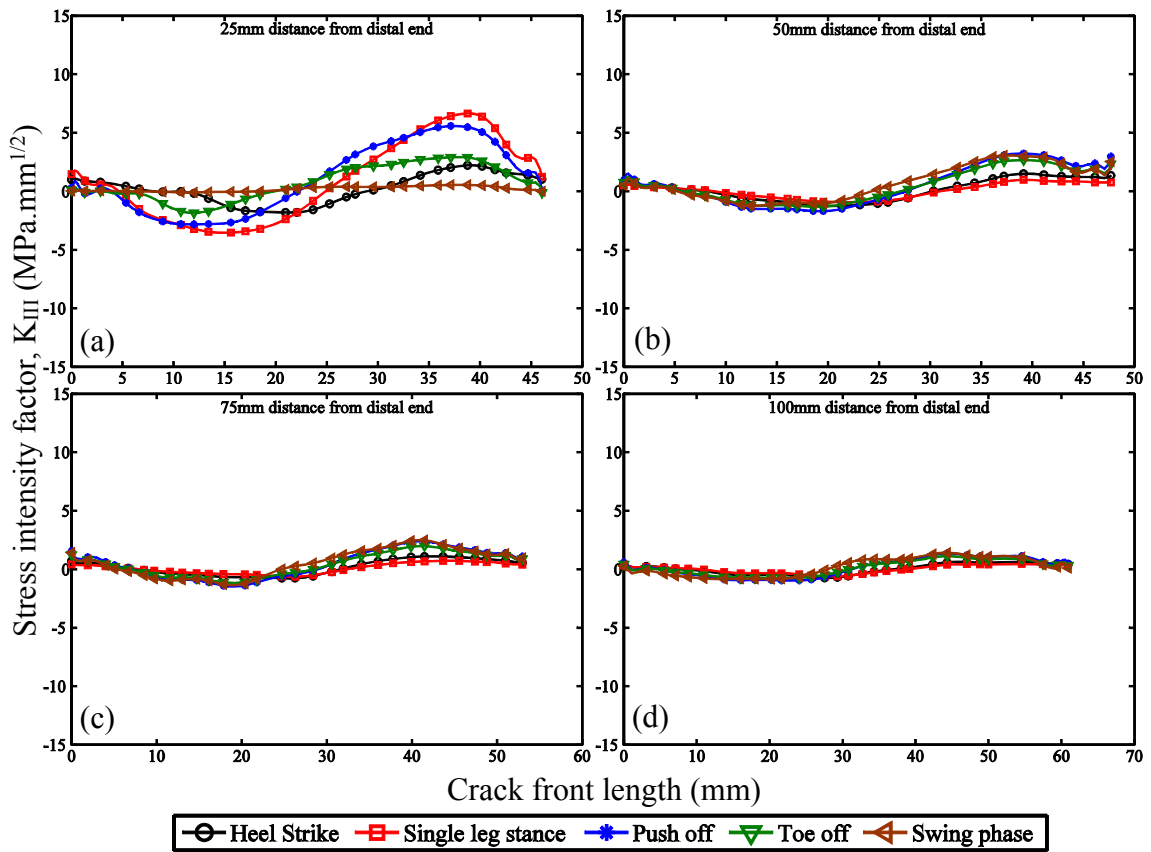 Stress intensity factor, K_III (MPa.mm^1/2)
25mm distance from distal end
15
10
5
0
-5
-10
-15
(a)
0 5 10 15 20 25 30 35 40 45 50
50mm distance from distal end
15
10
5
0
-5
-10
-15
(b)
0 5 10 15 20 25 30 35 40 45 50
75mm distance from distal end
15
10
5
0
-5
-10
-15
(c)
0 10 20 30 40 50 60
100mm distance from distal end
15
10
5
0
-5
-10
-15
(d)
0 10 20 30 40 50 60 70
Crack front length (mm)
Heel Strike Single leg stance Push off Toe off Swing phase